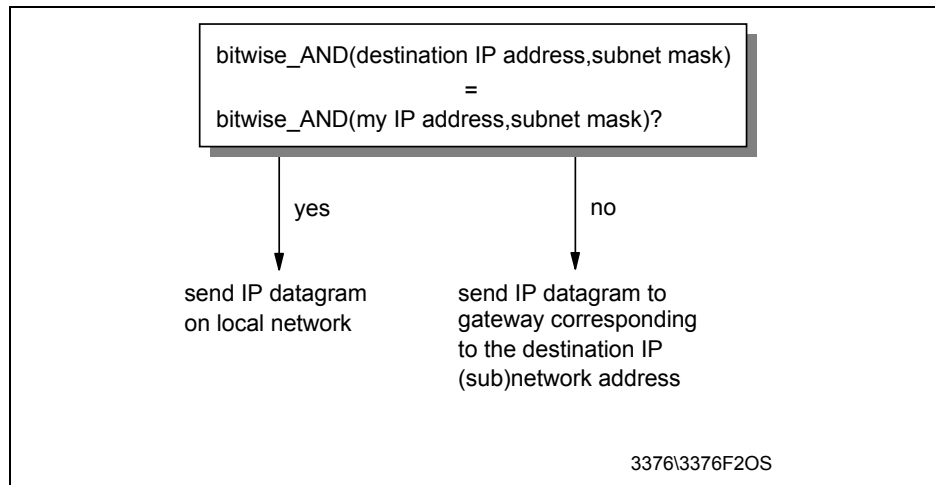 bitwise_AND(destination IP address,subnet mask)
=
bitwise_AND(my IP address,subnet mask)?
yes
no
send IP datagram
on local network
send IP datagram to
gateway corresponding
to the destination IP
(sub)network address
3376\3376F2OS